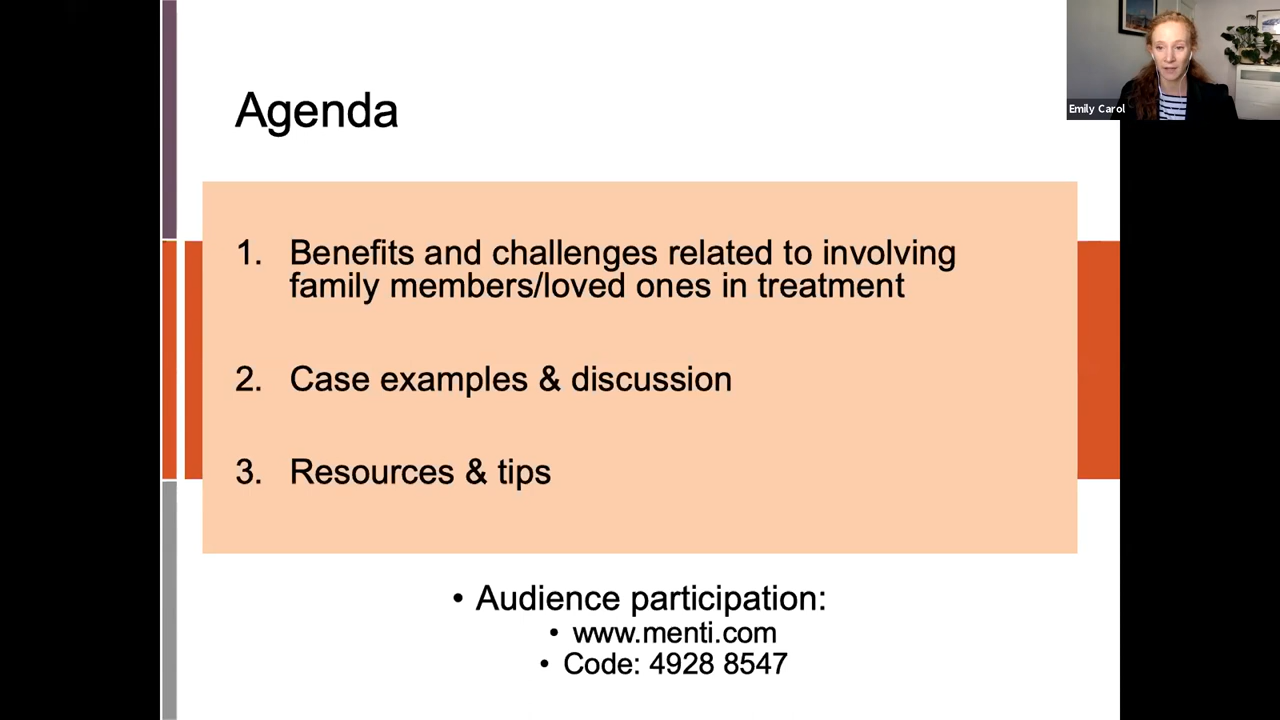 Agenda
1. Benefits and challenges related to involving
family members/loved ones in treatment
2. Case examples & discussion
3. Resources & tips
• Audience participation:
• www.menti.com
• Code: 4928 8547
Emily Carol